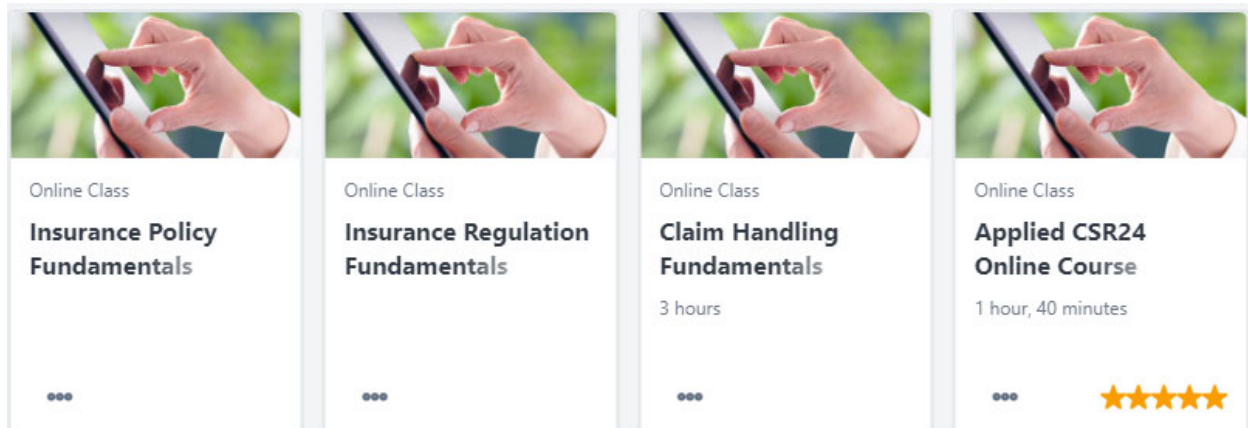 Online Class
Insurance Policy
Fundamentals
Online Class
Insurance Regulation
Fundamentals
Online Class
Claim Handling
Fundamentals
3 hours
Online Class
Applied CSR24
Online Course
1 hour, 40 minutes